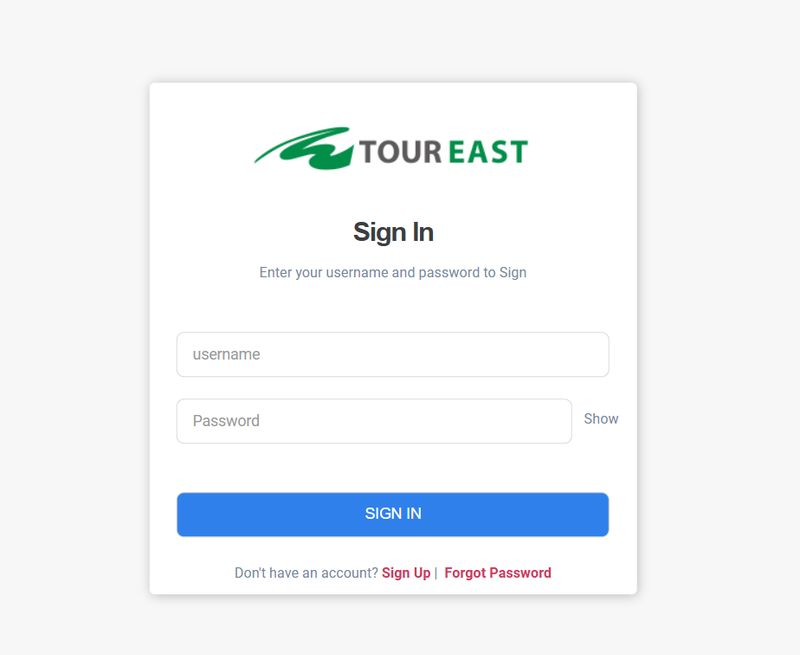 TOUR EAST
Sign In
Enter your username and password to Sign
username
Password
Show
SIGN IN
Don't have an account? Sign Up | Forgot Password